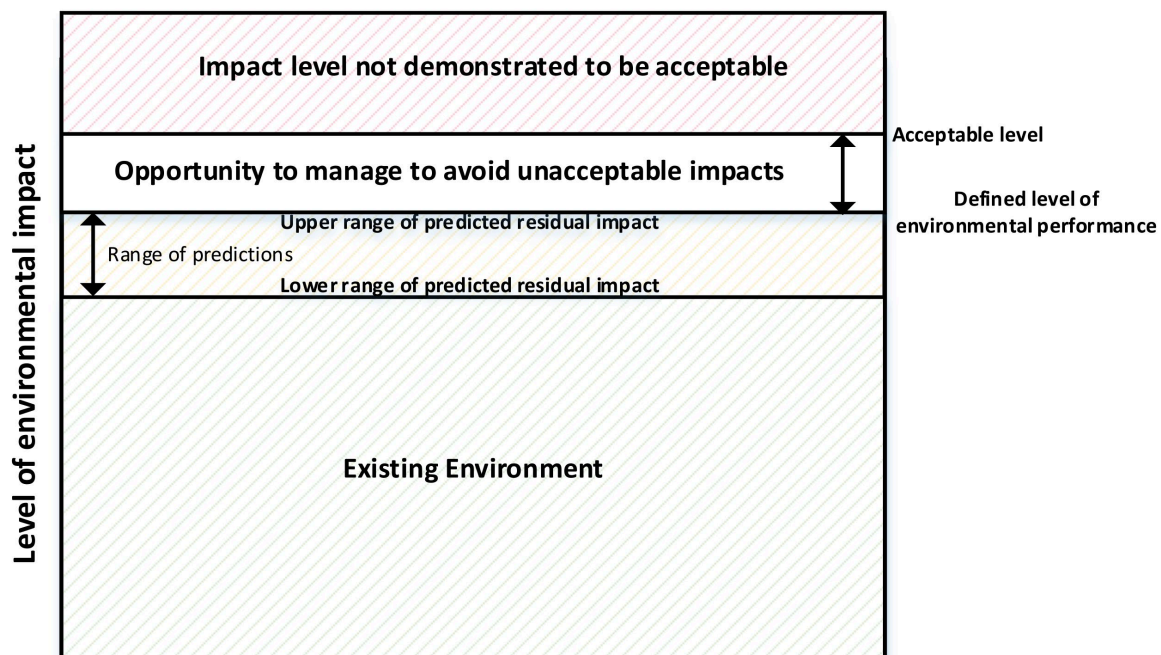 Impact level not demonstrated to be acceptable
Acceptable level
Opportunity to manage to avoid unacceptable impacts
Defined level of
environmental performance
Upper range of predicted residual impact
Range of predictions
Lower range of predicted residual impact
Existing Environment
Level of environmental impact